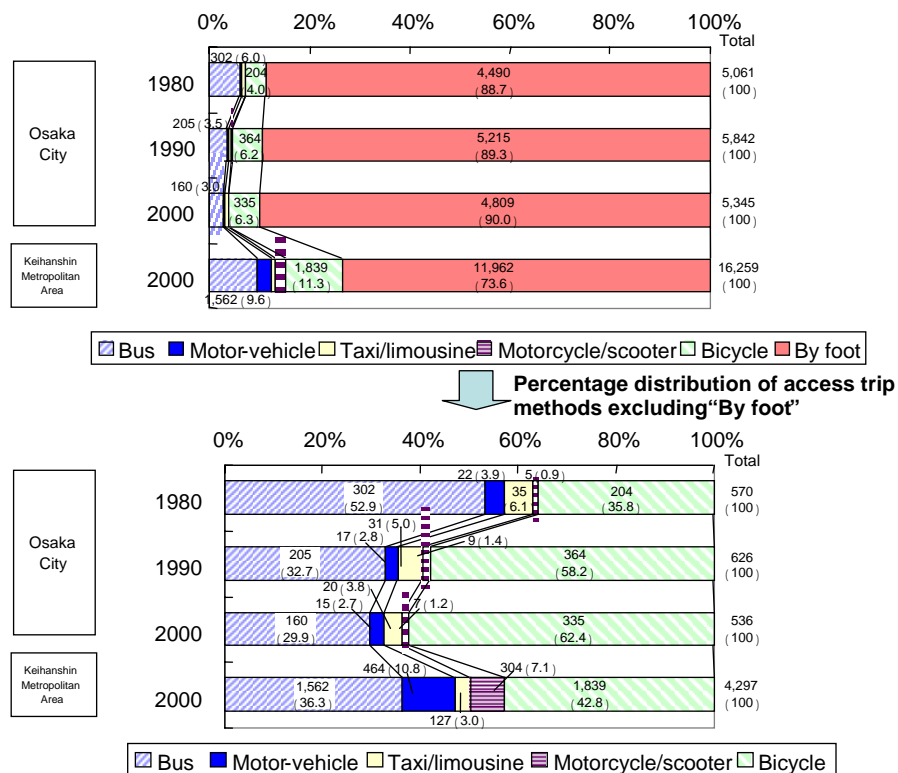 0% 20% 40% 60% 80% 100%
Total
302 (6.0)
1980
204
(4.0
4,490
(88.7)
5,061
(100)
Osaka
City
205 (3.5)
1990
364
(6.2
5,215
(89.3)
5,842
(100)
160 (3.0)
2000
335
(6.3)
4,809
(90.0)
5,345
(100)
Keihanshin
Metropolitan
Area
2000
1,839
(11.3)
11,962
(73.6)
16,259
(100)
1,562 (9.6)
Bus Motor-vehicle Taxi/limousine Motorcycle/scooter Bicycle By foot
Percentage distribution of access trip
methods excluding“By foot”
0% 20% 40% 60% 80% 100%
Total
22 (3.9) 5(0.9)
1980
302
(52.9)
35
(6.1)
204
(35.8)
570
(100)
Osaka
City
31 (5.0)
17 (2.8) 9 (1.4)
1990
205
(32.7)
364
(58.2)
626
(100)
20 (3.8)
15(2.7) 7 (1.2)
2000
160
(29.9)
335
(62.4)
536
(100)
Keihanshin
Metropolitan
Area
464 (10.8) 304 (7.1)
2000
1,562
(36.3)
1,839
(42.8)
4,297
(100)
127 (3.0)
Bus Motor-vehicle Taxi/limousine Motorcycle/scooter Bicycle